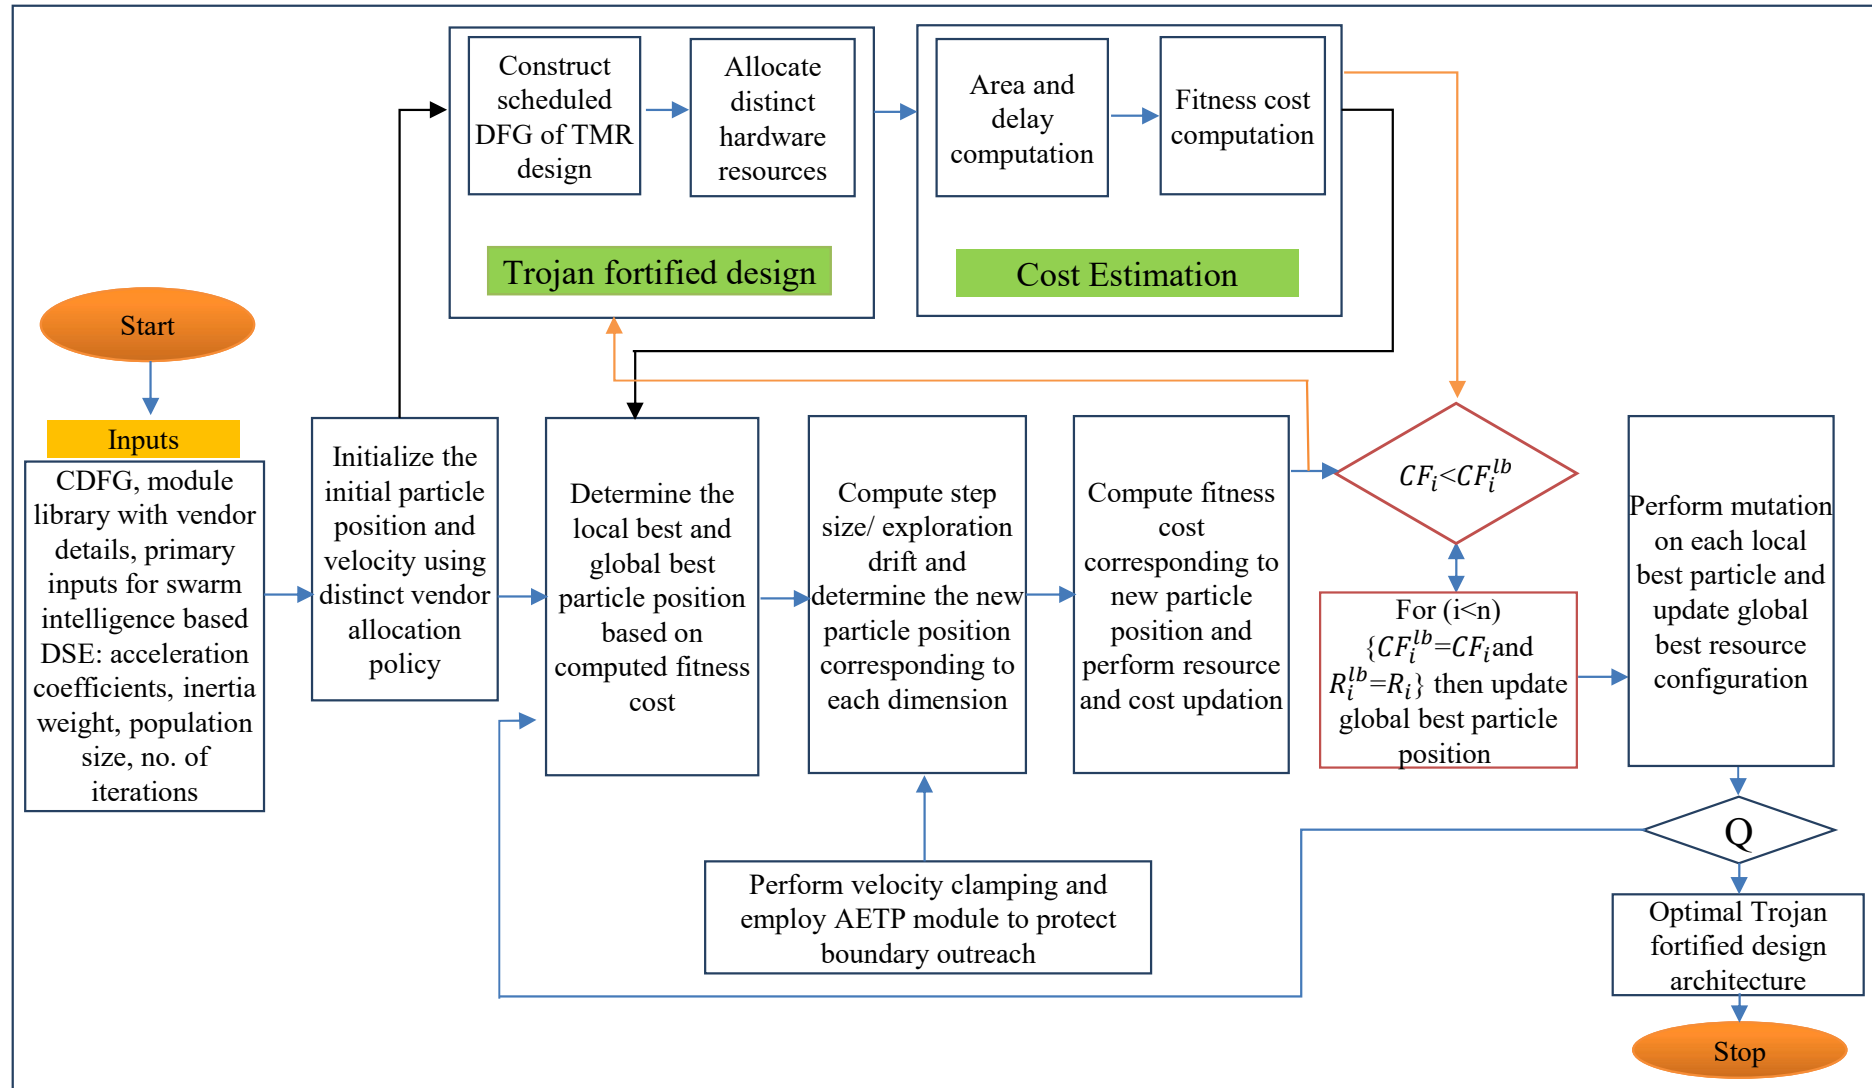 Construct
scheduled
DFG of TMR
design
Allocate
distinct
hardware
resources
Trojan fortified design
Area and
delay
computation
Fitness cost
computation
Cost Estimation
Start
Inputs
CDFG, module
library with vendor
details, primary
inputs for swarm
intelligence based
DSE: acceleration
coefficients, inertia
weight, population
size, no. of
iterations
Initialize the
initial particle
position and
velocity using
distinct vendor
allocation
policy
Determine the
local best and
global best
particle position
based on
computed fitness
cost
Compute step
size/ exploration
drift and
determine the new
particle position
corresponding to
each dimension
Compute fitness
cost
corresponding to
new particle
position and
perform resource
and cost updation
$CF_i$<$CF_i^{lb}$
For (i<n)
{$CF_i^{lb}$=$CF_i$and
$R_i^{lb}$=$R_i$} then update
global best particle
position
Perform mutation
on each local
best particle and
update global
best resource
configuration
Q
Perform velocity clamping and
employ AETP module to protect
boundary outreach
Optimal Trojan
fortified design
architecture
Stop